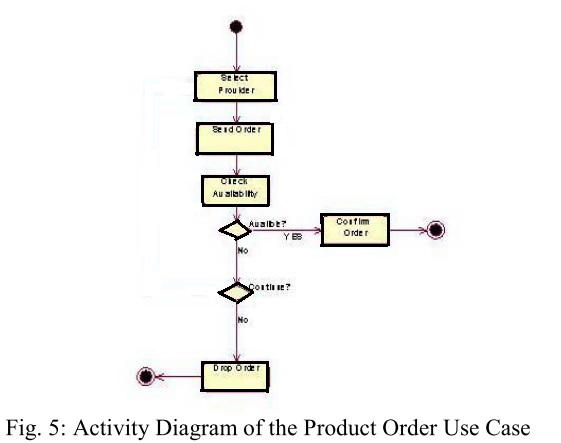 Select
Provider
Send Order
Check
Availability
Avalible?
YES
Confirm
Order
No
Continue?
No
Drop Order
Fig. 5: Activity Diagram of the Product Order Use Case